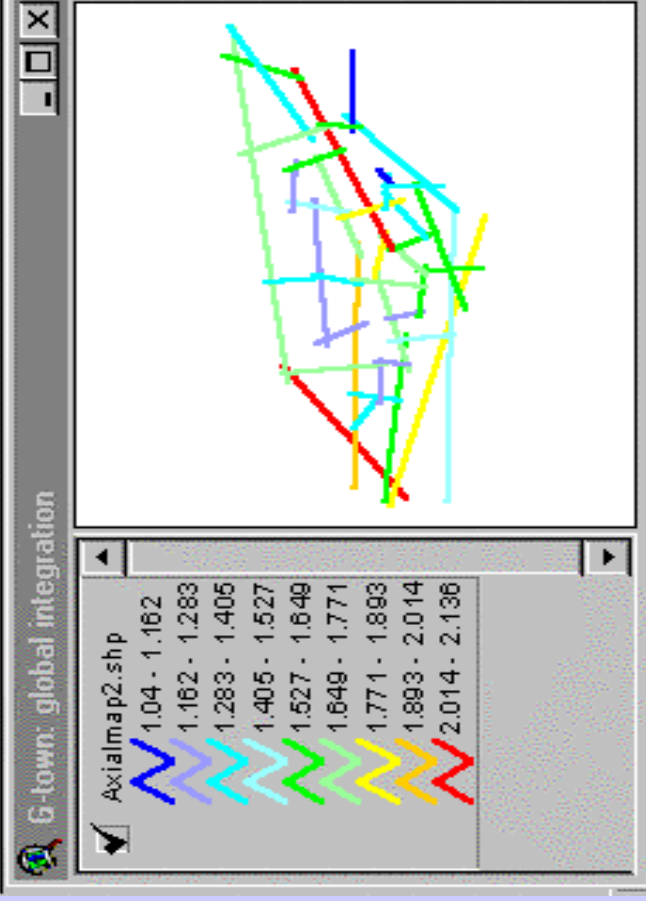 G-town: global integration
Axialmap2.shp
1.04 - 1.162
1.162 - 1.283
1.283 - 1.405
1.405 - 1.527
1.527 - 1.649
1.649 - 1.771
1.771 - 1.893
1.893 - 2.014
2.014 - 2.136